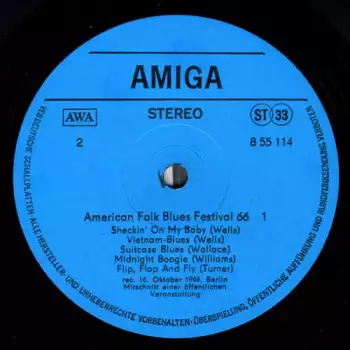 AMIGA
AWA
STEREO
ST 33
2
8 55 114
American Folk Blues Festival 66 1
Sheckin' On My Baby (Wells)
Vietnam-Blues (Wells)
Suitcase Blues (Wallace)
Midnight Boogie (Williams)
Flip, Flop And Fly (Turner)
rec. 16. Oktober 1966, Berlin
Mitschnitt einer öffentlichen
Veranstaltung
VEB DEUTSCHE SCHALLPLATTEN · ALLE HERSTELLER- UND URHEBERRECHTE VORBEHALTEN · ÜBERSPIELUNG, ÖFFENTLICHE AUFFÜHRUNG UND RUNDFUNKSENDUNG VERBOTEN